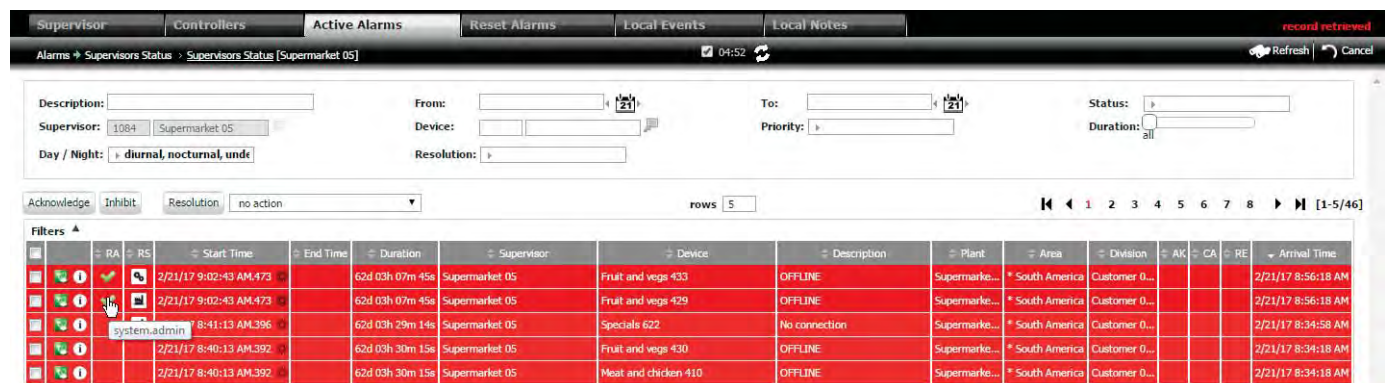 Supervisor Controllers Active Alarms Reset Alarms Local Events Local Notes record retrieved
Alarms Supervisors Status > Supervisors Status [Supermarket 05] 04:52 Refresh Cancel
Description: From: 21 To: 21 Status:
Supervisor: 1084 Supermarket 05 Device: Priority: Duration: all
Day / Night: diurnal, nocturnal, unde Resolution:
Acknowledge Inhibit Resolution no action rows 5 1 2 3 4 5 6 7 8 [1-5/46]
Filters
RA RS Start Time End Time Duration Supervisor Device Description Plant Area Division AK CA RE Arrival Time
2/21/17 9:02:43 AM.473 62d 03h 07m 45s Supermarket 05 Fruit and vegs 433 OFFLINE Supermarke... * South America Customer 0... 2/21/17 8:56:18 AM
2/21/17 9:02:43 AM.473 62d 03h 07m 45s Supermarket 05 Fruit and vegs 429 OFFLINE Supermarke... * South America Customer 0... 2/21/17 8:56:18 AM
system.admin 7 8:41:13 AM.396 62d 03h 29m 14s Supermarket 05 Specials 622 No connection Supermarke... * South America Customer 0... 2/21/17 8:34:58 AM
2/21/17 8:40:13 AM.392 62d 03h 30m 15s Supermarket 05 Fruit and vegs 430 OFFLINE Supermarke... * South America Customer 0... 2/21/17 8:34:18 AM
2/21/17 8:40:13 AM.392 62d 03h 30m 15s Supermarket 05 Meat and chicken 410 OFFLINE Supermarke... * South America Customer 0... 2/21/17 8:34:18 AM